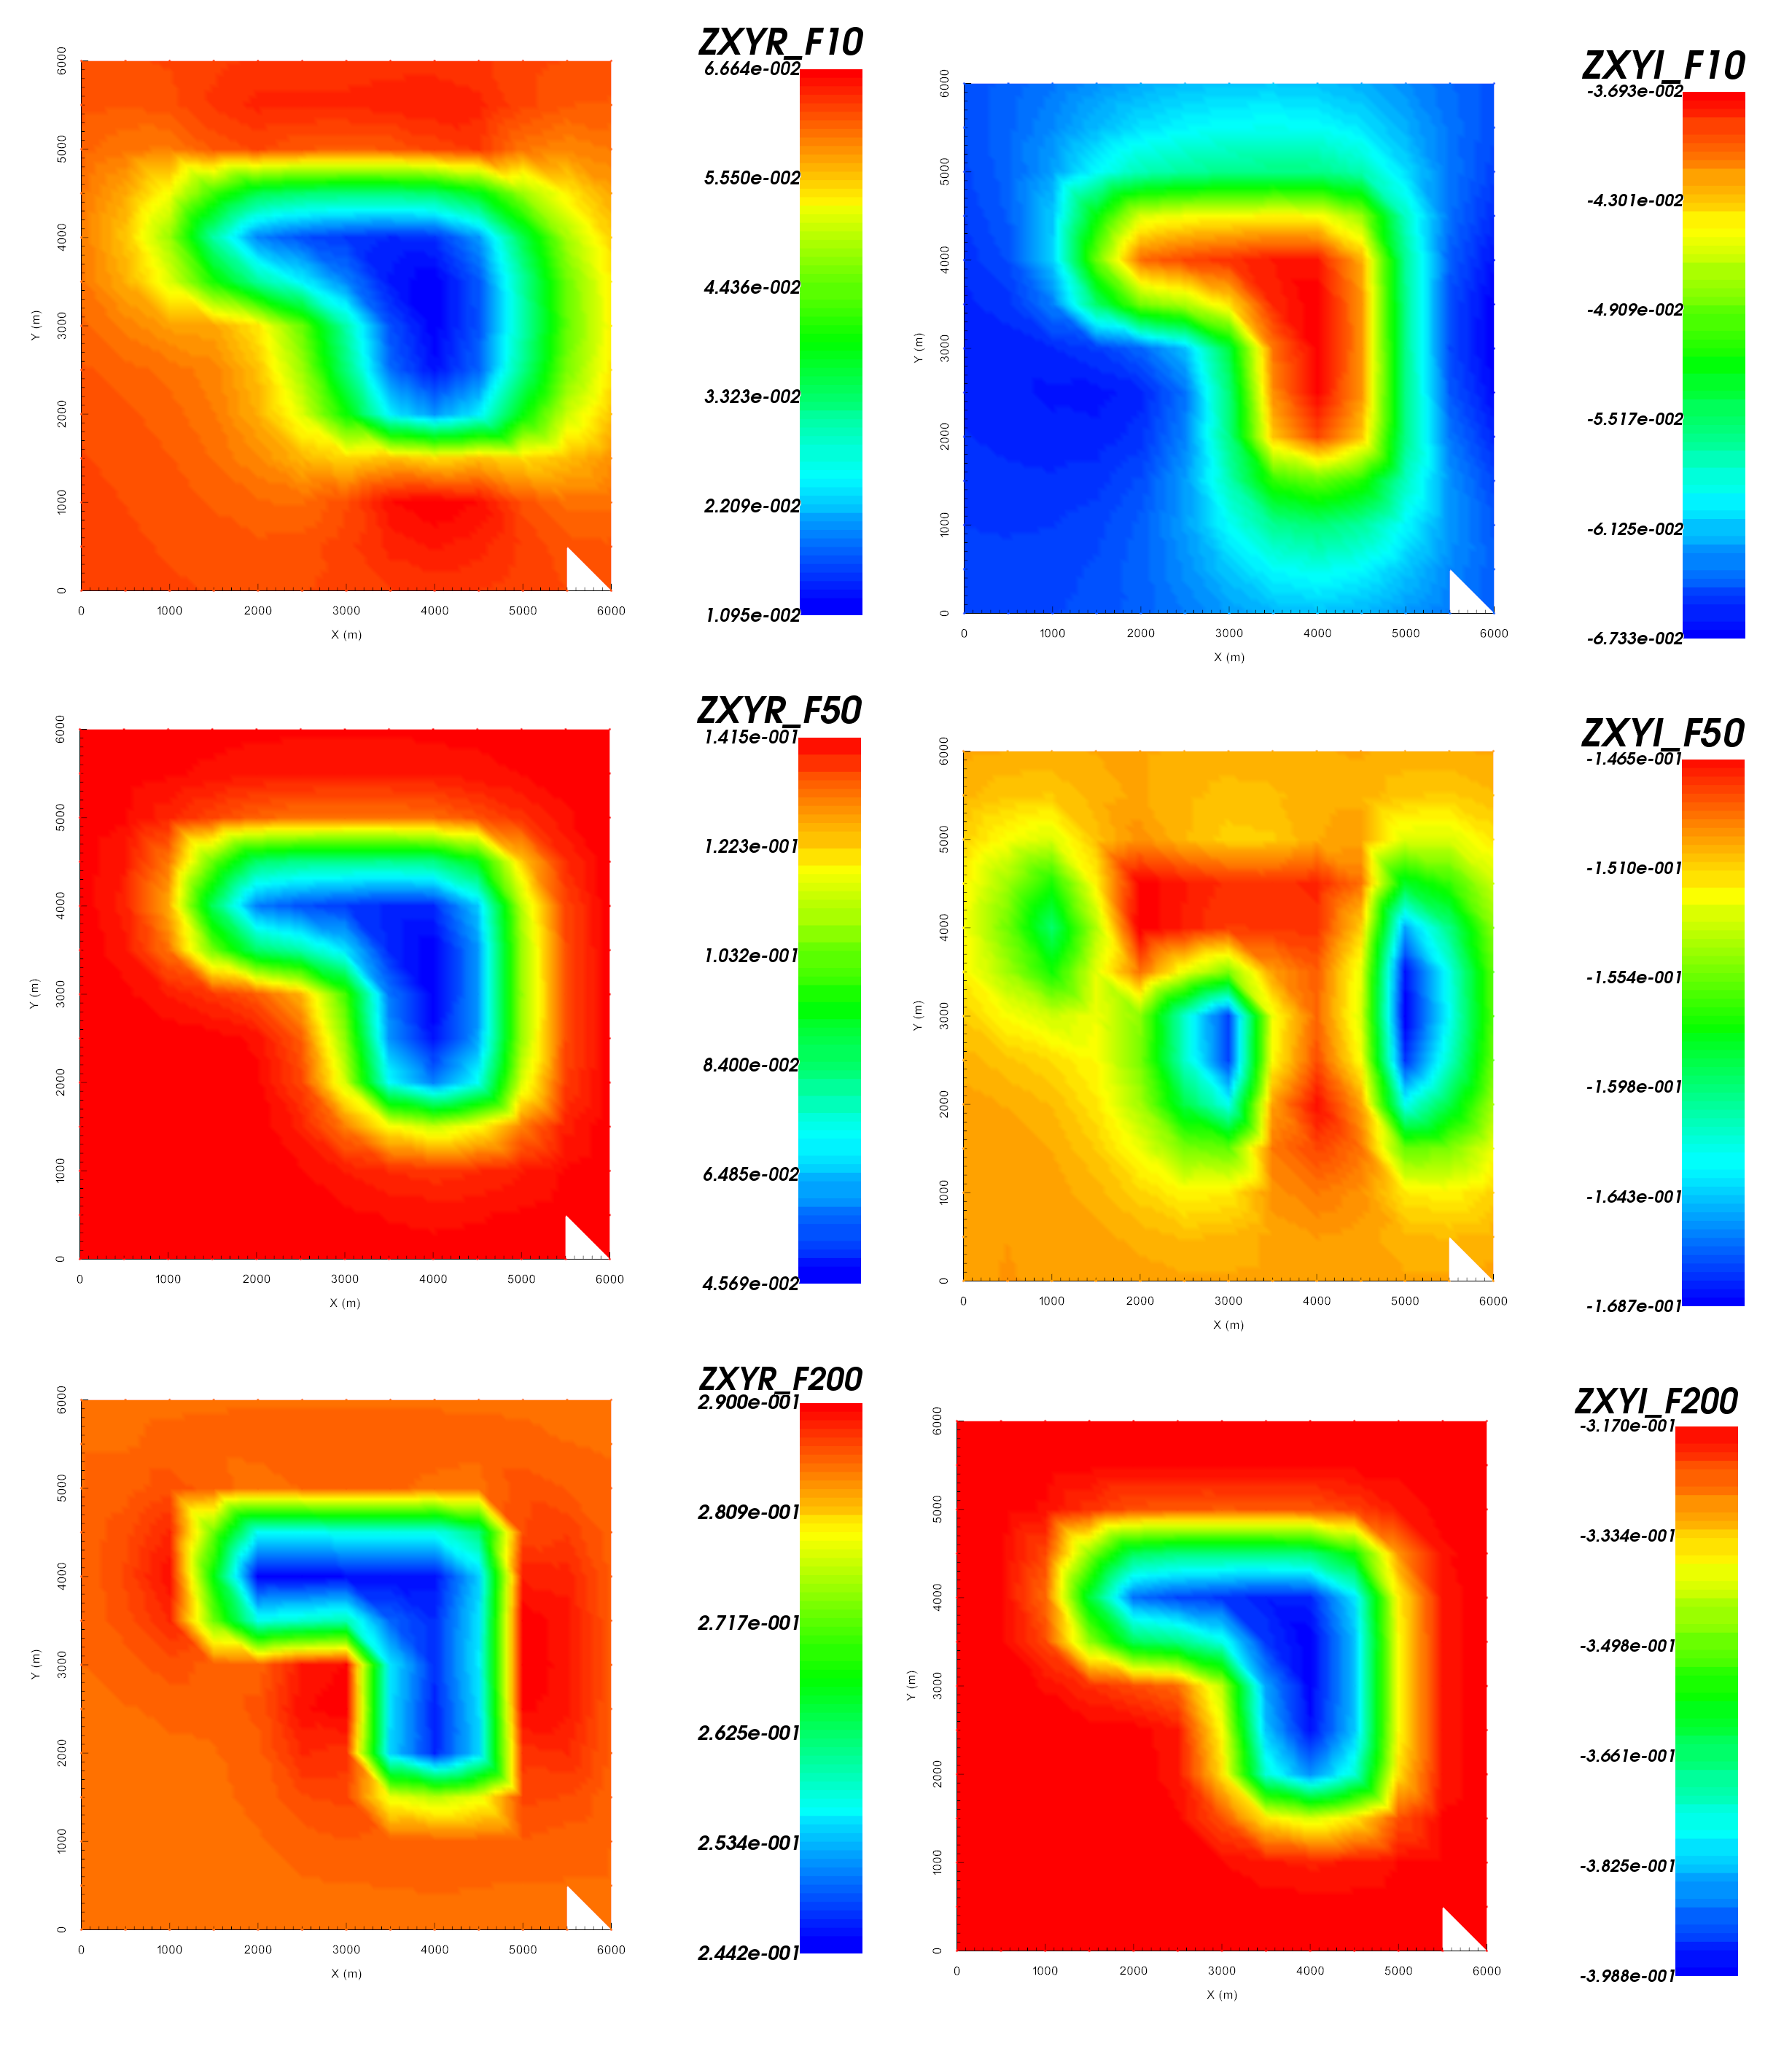 ZXYR_F10
6.664e-002
5.550e-002
4.436e-002
3.323e-002
2.209e-002
1.095e-002
6000
5000
4000
3000
2000
1000
0
Y (m)
0 1000 2000 3000 4000 5000 6000
X (m)
ZXYI_F10
-3.693e-002
-4.301e-002
-4.909e-002
-5.517e-002
-6.125e-002
-6.733e-002
6000
5000
4000
3000
2000
1000
0
Y (m)
0 1000 2000 3000 4000 5000 6000
X (m)
ZXYR_F50
1.415e-001
1.223e-001
1.032e-001
8.400e-002
6.485e-002
4.569e-002
6000
5000
4000
3000
2000
1000
0
Y (m)
0 1000 2000 3000 4000 5000 6000
X (m)
ZXYI_F50
-1.465e-001
-1.510e-001
-1.554e-001
-1.598e-001
-1.643e-001
-1.687e-001
6000
5000
4000
3000
2000
1000
0
Y (m)
0 1000 2000 3000 4000 5000 6000
X (m)
ZXYR_F200
2.900e-001
2.809e-001
2.717e-001
2.625e-001
2.534e-001
2.442e-001
6000
5000
4000
3000
2000
1000
0
Y (m)
0 1000 2000 3000 4000 5000 6000
X (m)
ZXYI_F200
-3.170e-001
-3.334e-001
-3.498e-001
-3.661e-001
-3.825e-001
-3.988e-001
6000
5000
4000
3000
2000
1000
0
Y (m)
0 1000 2000 3000 4000 5000 6000
X (m)